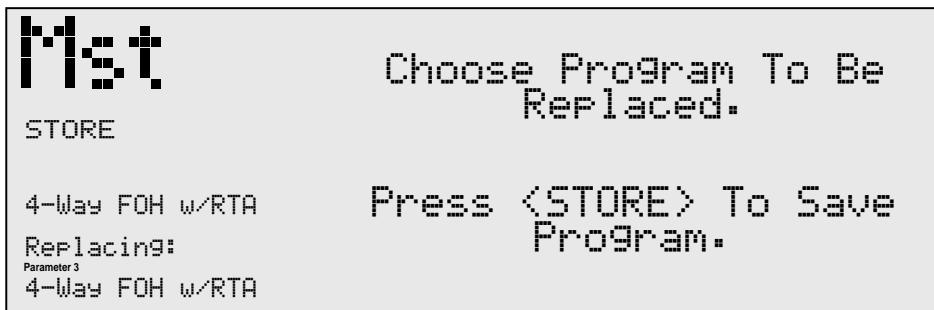 Mst
STORE
4-Way FOH w/RTA
Replacing:
Parameter 3
4-Way FOH w/RTA
Choose Program To Be
Replaced.
Press <STORE> To Save
Program.